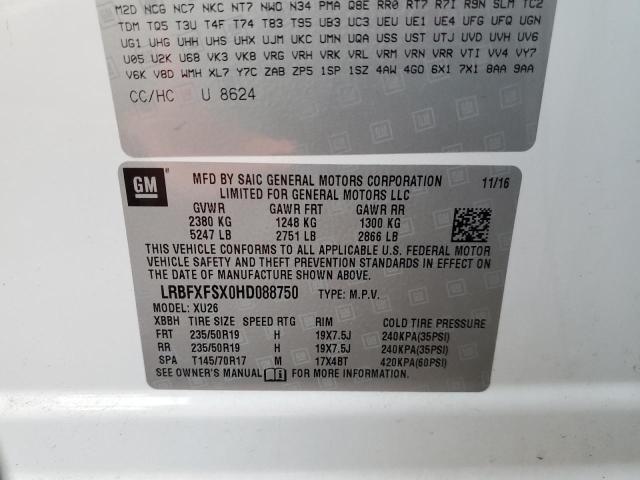 M2D NCG NC7 NKC NT7 NWO N34 PMA Q8E RR0 RT7 R7I R9N SLM TC2
TDM TQ5 T3U T4F T74 T83 T95 UB3 UC3 UEU UE1 UE4 UFG UFQ UGN
UG1 UHG UHH UHS UHX UIR UJM UMN USS UST UTJ UVD UVH UV6
U05 U2K U68 VK3 VKB VRG VRH VRK VRL VRM VRN VRR VTI VV4 VY7
V6K V8D WMH XL7 Y7C ZAB ZP5 1SP 1SZ 4AW 4GO 6X1 7X1 8AA 9AA
CC/HC U 8624
GM
MFD BY SAIC GENERAL MOTORS CORPORATION 11/16
LIMITED FOR GENERAL MOTORS LLC
GVWR GAWR FRT GAWR RR
2380 KG 1248 KG 1300 KG
5247 LB 2751 LB 2866 LB
THIS VEHICLE CONFORMS TO ALL APPLICABLE U.S. FEDERAL MOTOR
VEHICLE SAFETY AND THEFT PREVENTION STANDARDS IN EFFECT ON THE
DATE OF MANUFACTURE SHOWN ABOVE.
LRBFXFSX0HD088750 TYPE: M.P.V.
MODEL: XU26
XBBH TIRE SIZE SPEED RTG RIM COLD TIRE PRESSURE
FRT 235/50R19 H 19X7.5J 240KPA(35PSI)
RR 235/50R19 H 19X7.5J 240KPA(35PSI)
SPA T145/70R17 M 17X4BT 420KPA(60PSI)
SEE OWNER'S MANUAL FOR MORE INFORMATION.